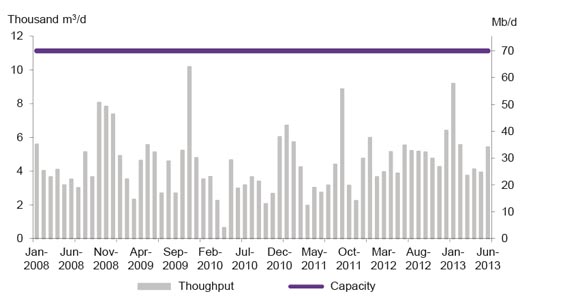 Thousand m³/d
Mb/d
12
10
8
6
4
2
0
70
60
50
40
30
20
10
0
Jan-2008
Jun-2008
Nov-2008
Apr-2009
Sep-2009
Feb-2010
Jul-2010
Dec-2010
May-2011
Oct-2011
Mar-2012
Aug-2012
Jan-2013
Jun-2013
Thoughput
Capacity